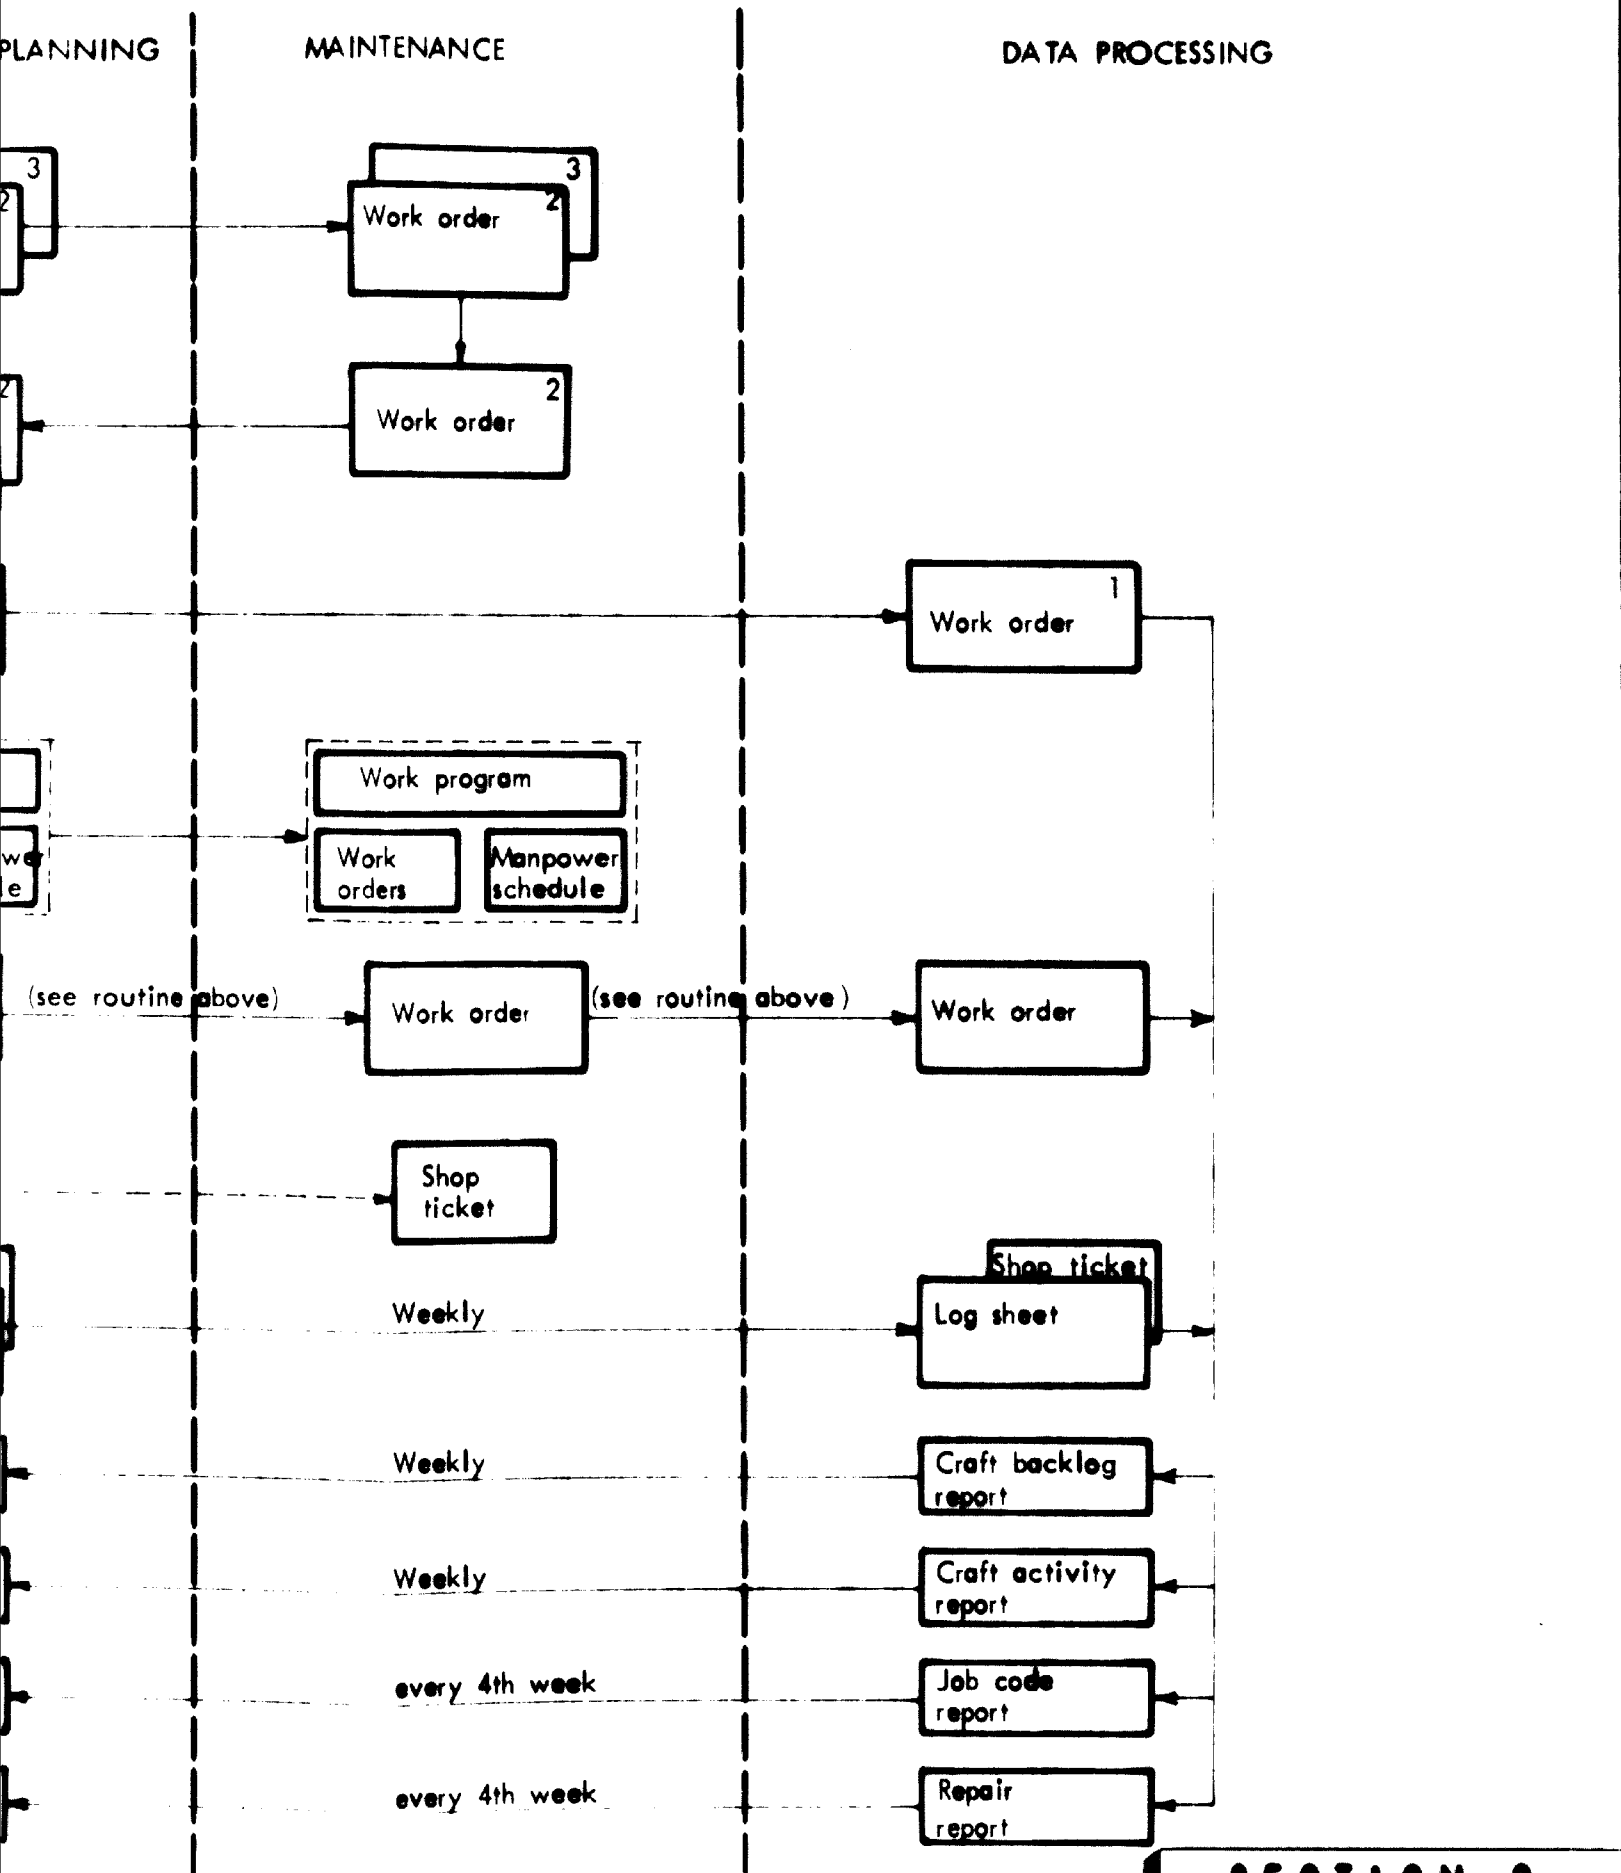 PLANNING
MAINTENANCE
DATA PROCESSING
3
2
3
2
Work order
2
2
Work order
1
Work order
Work program
Work
orders
Manpower
schedule
(see routine above)
Work order
(see routine above)
Work order
Shop
ticket
Shop ticket
Weekly
Log sheet
Weekly
Craft backlog
report
Weekly
Craft activity
report
every 4th week
Job code
report
every 4th week
Repair
report